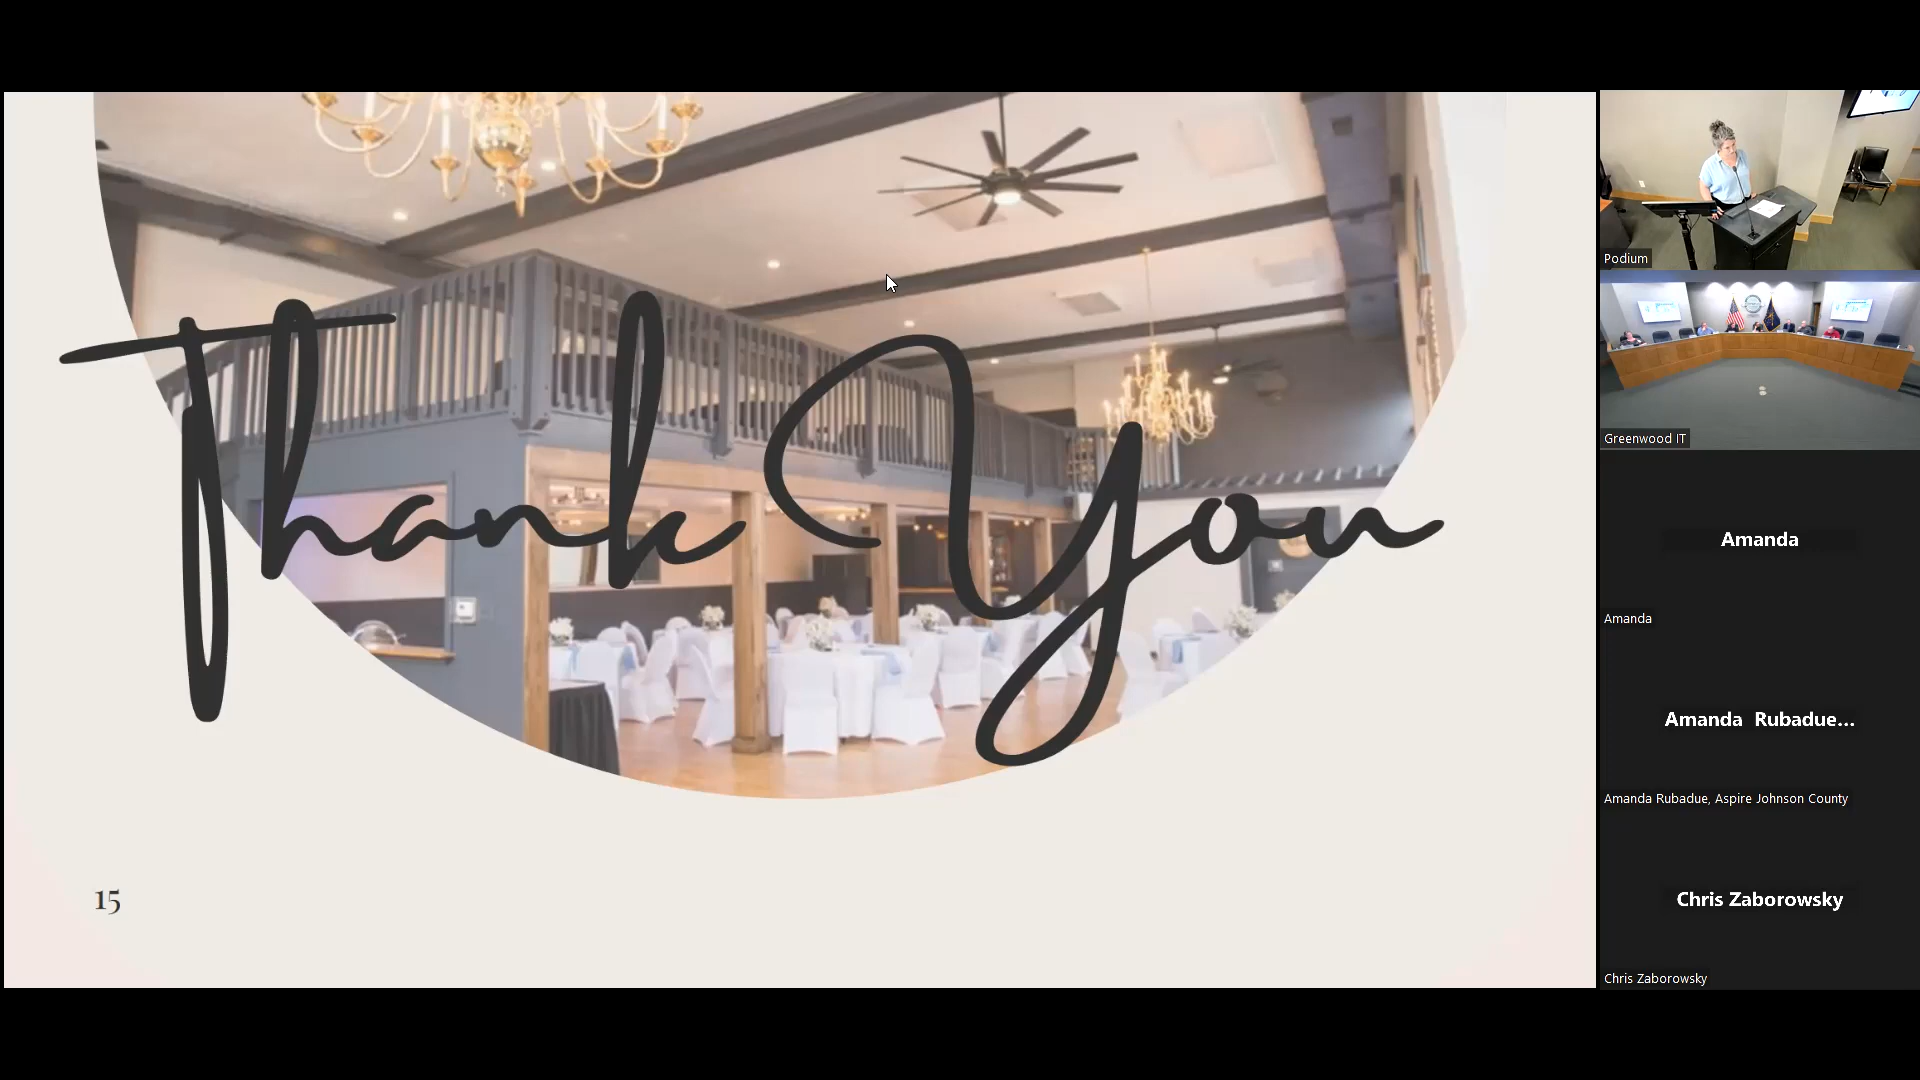 Thank You
15
Podium
Greenwood IT
Amanda
Amanda
Amanda Rubadue...
Amanda Rubadue, Aspire Johnson County
Chris Zaborowsky
Chris Zaborowsky